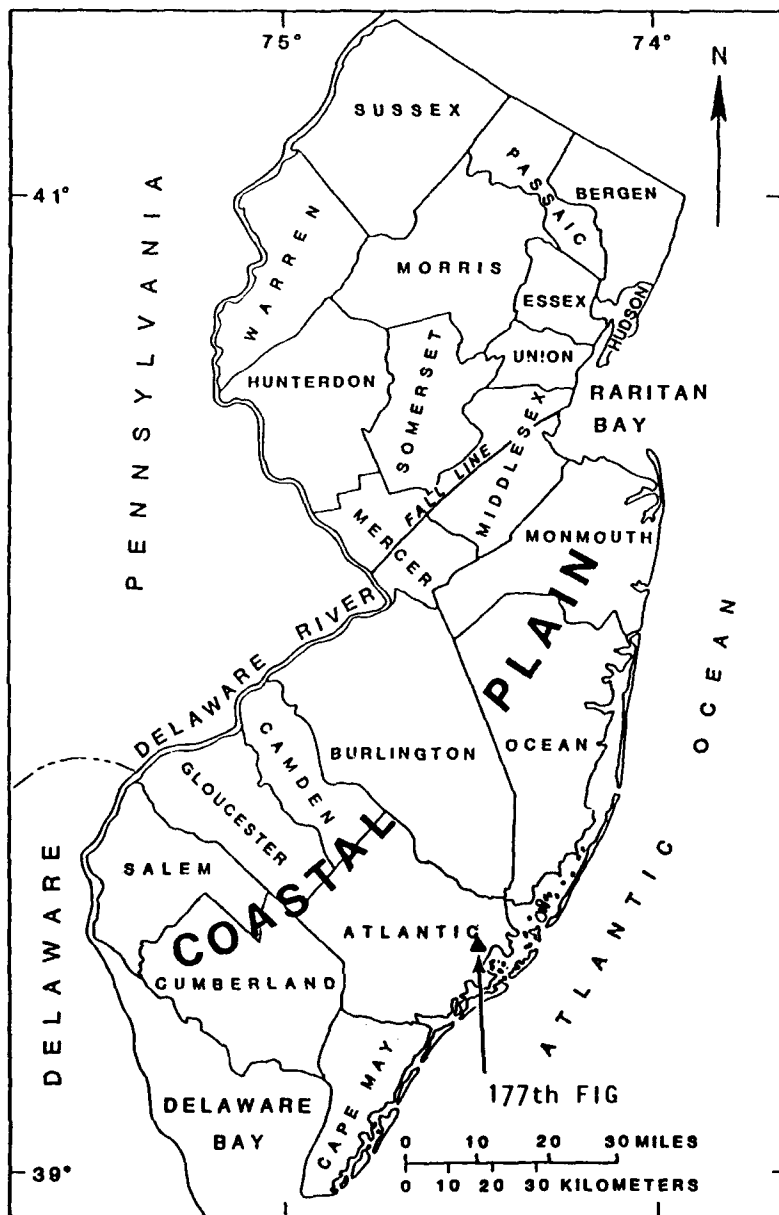 75°
74°
N
SUSSEX
PASSAIC
BERGEN
41°
WARREN
MORRIS
ESSEX
HUDSON
PENNSYLVANIA
HUNTERDON
SOMERSET
UNION
RARITAN
BAY
MIDDLESEX
FALL LINE
MERCER
MONMOUTH
DELAWARE RIVER
PLAIN
OCEAN
CAMDEN
BURLINGTON
GLOUCESTER
ATLANTIC OCEAN
SALEM
COASTAL
ATLANTIC
DELAWARE
CUMBERLAND
CAPE MAY
177th FIG
DELAWARE
BAY
0 10 20 30 MILES
0 10 20 30 KILOMETERS
39°